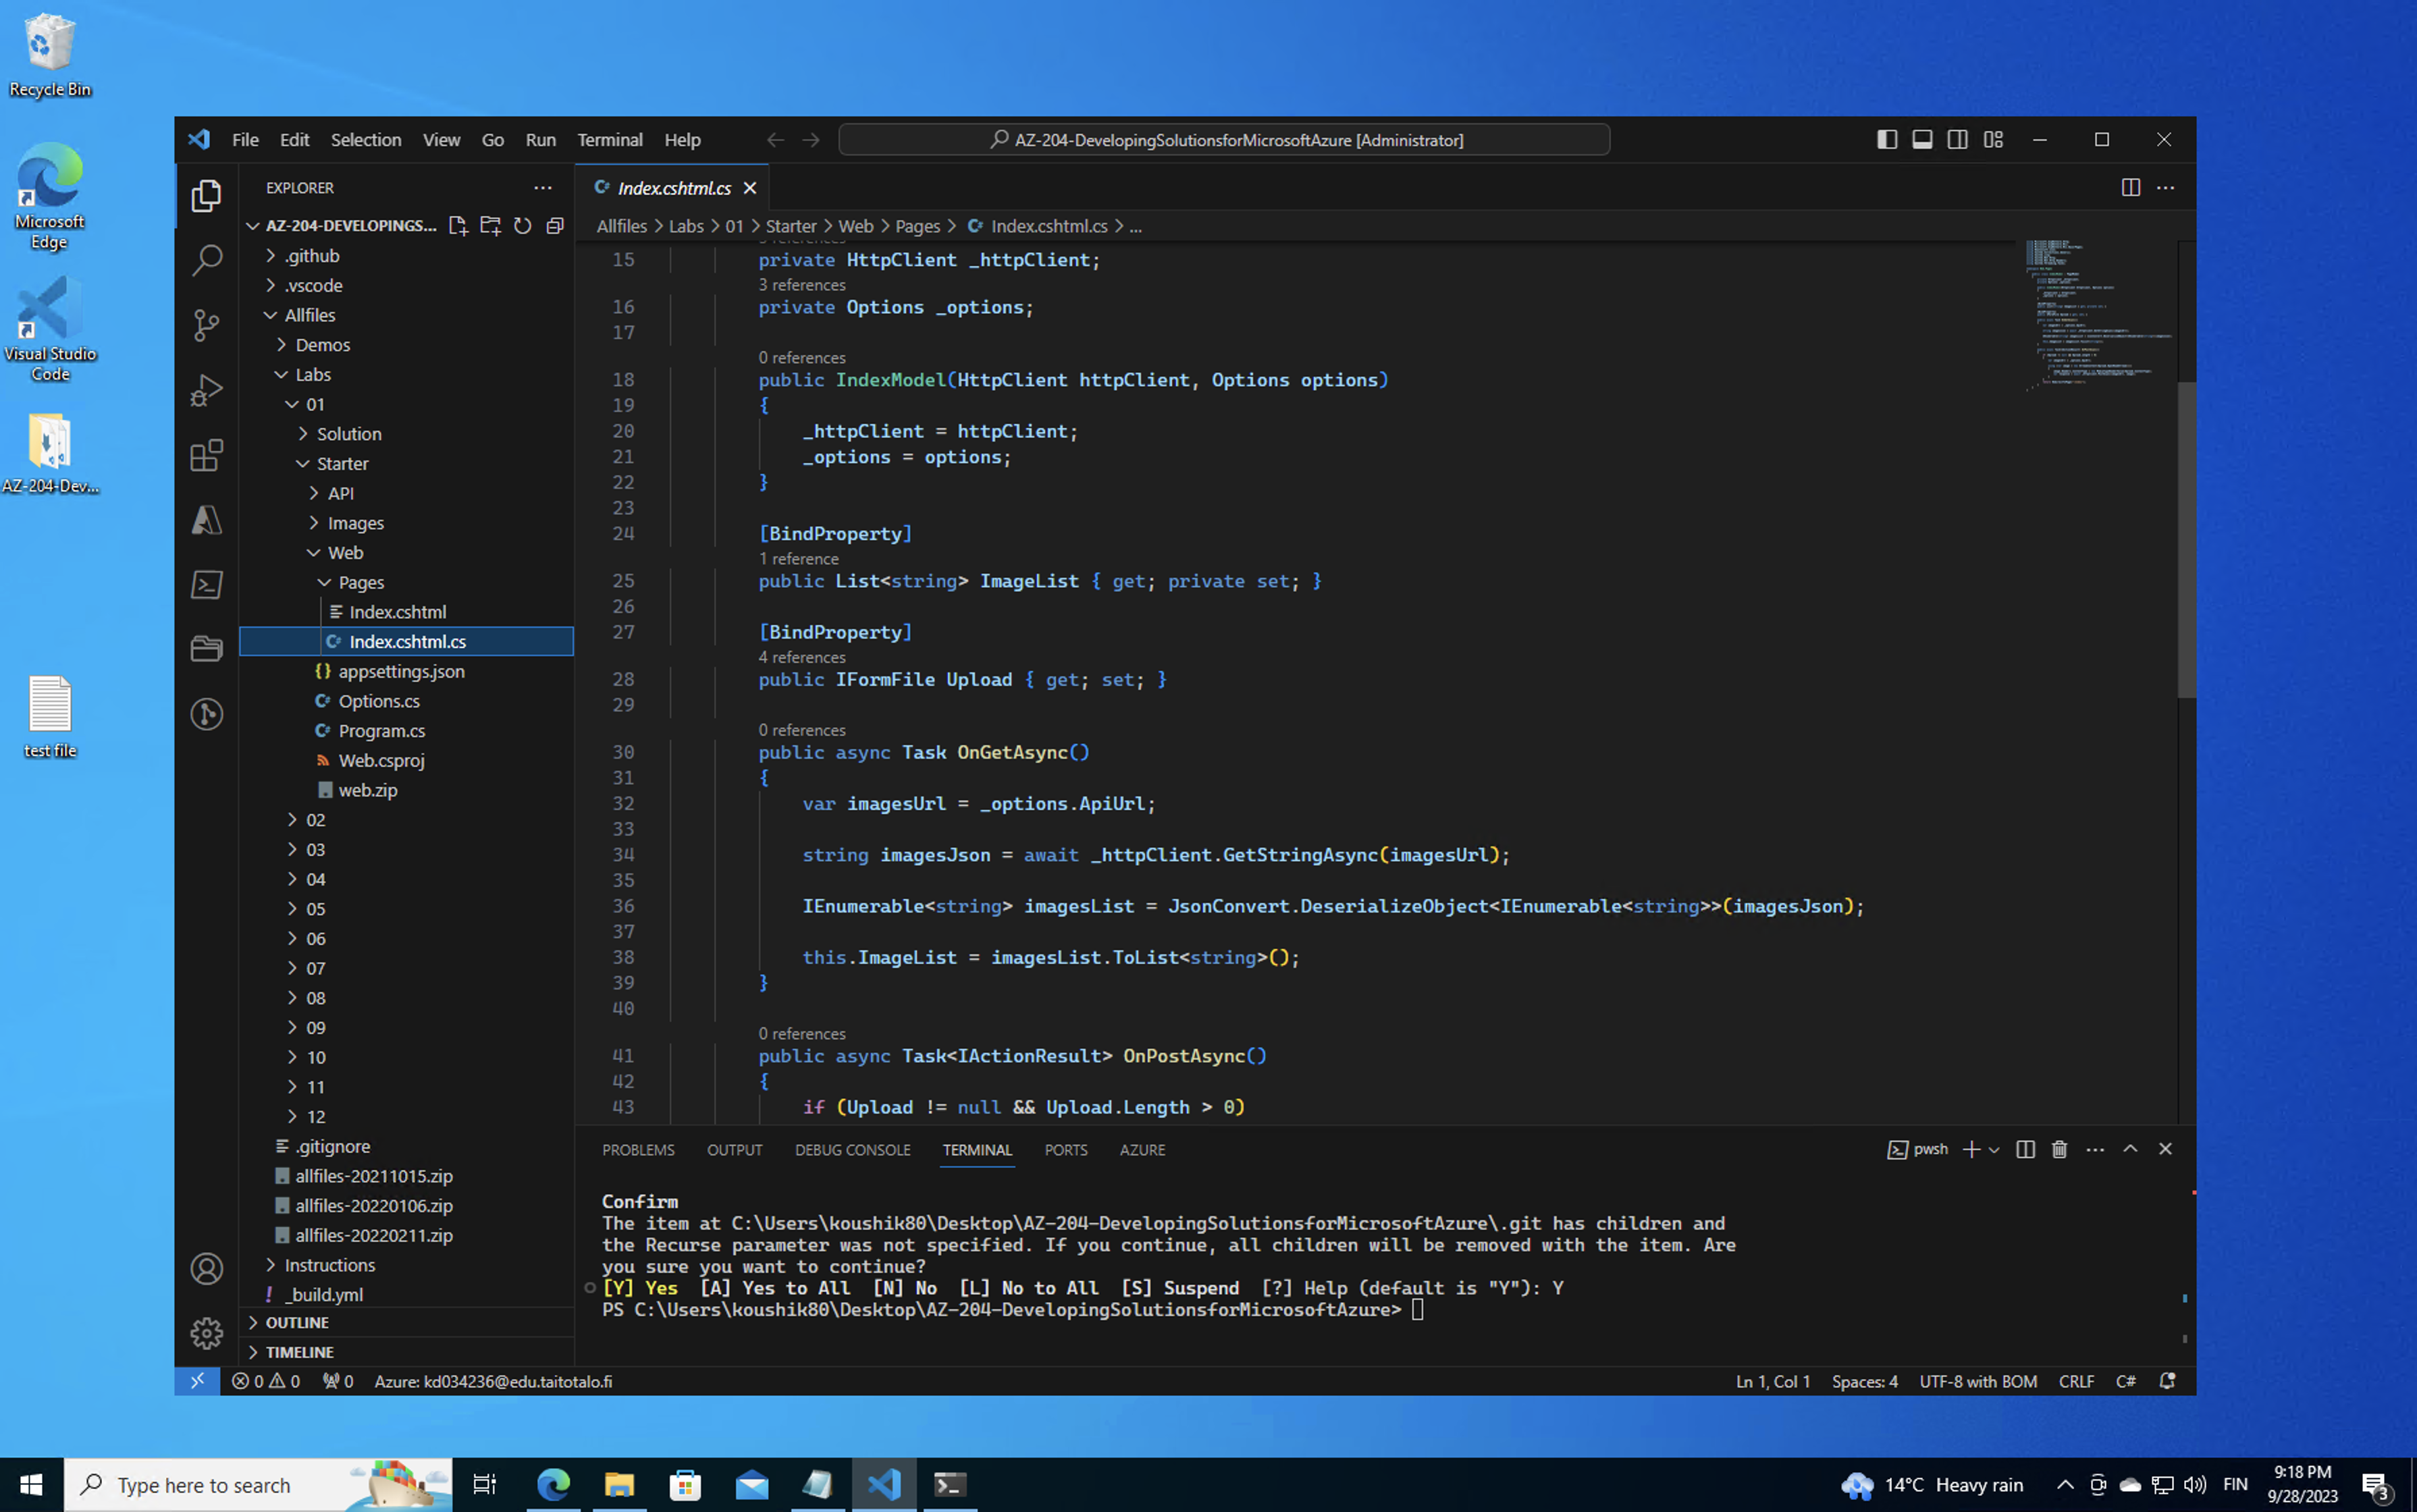 Recycle Bin
Microsoft
Edge
Visual Studio
Code
AZ-204-Dev...
test file
File Edit Selection View Go Run Terminal Help
AZ-204-DevelopingSolutionsforMicrosoftAzure [Administrator]
EXPLORER
AZ-204-DEVELOPINGS...
.github
.vscode
Allfiles
Demos
Labs
01
Solution
Starter
API
Images
Web
Pages
Index.cshtml
C# Index.cshtml.cs
{} appsettings.json
C# Options.cs
C# Program.cs
Web.csproj
web.zip
02
03
04
05
06
07
08
09
10
11
12
.gitignore
allfiles-20211015.zip
allfiles-20220106.zip
allfiles-20220211.zip
Instructions
! _build.yml
OUTLINE
TIMELINE
C# Index.cshtml.cs
Allfiles > Labs > 01 > Starter > Web > Pages > C# Index.cshtml.cs > ...
15 private HttpClient _httpClient;
3 references
16 private Options _options;
17
0 references
18 public IndexModel(HttpClient httpClient, Options options)
19 {
20 _httpClient = httpClient;
21 _options = options;
22 }
23
24 [BindProperty]
1 reference
25 public List<string> ImageList { get; private set; }
26
27 [BindProperty]
4 references
28 public IFormFile Upload { get; set; }
29
0 references
30 public async Task OnGetAsync()
31 {
32 var imagesUrl = _options.ApiUrl;
33
34 string imagesJson = await _httpClient.GetStringAsync(imagesUrl);
35
36 IEnumerable<string> imagesList = JsonConvert.DeserializeObject<IEnumerable<string>>(imagesJson);
37
38 this.ImageList = imagesList.ToList<string>();
39 }
40
0 references
41 public async Task<IActionResult> OnPostAsync()
42 {
43 if (Upload != null && Upload.Length > 0)
PROBLEMS OUTPUT DEBUG CONSOLE TERMINAL PORTS AZURE
pwsh
Confirm
The item at C:\Users\koushik80\Desktop\AZ-204-DevelopingSolutionsforMicrosoftAzure\.git has children and
the Recurse parameter was not specified. If you continue, all children will be removed with the item. Are
you sure you want to continue?
[Y] Yes [A] Yes to All [N] No [L] No to All [S] Suspend [?] Help (default is "Y"): Y
PS C:\Users\koushik80\Desktop\AZ-204-DevelopingSolutionsforMicrosoftAzure>
0 0 0 Azure: kd034236@edu.taitotalo.fi
Ln 1, Col 1 Spaces: 4 UTF-8 with BOM CRLF C#
Type here to search
14°C Heavy rain
FIN
9:18 PM
9/28/2023
3